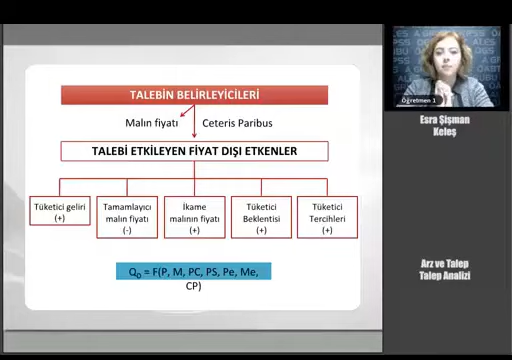 TALEBİN BELİRLEYİCİLERİ
Malın fiyatı
Ceteris Paribus
TALEBİ ETKİLEYEN FİYAT DIŞI ETKENLER
Tüketici geliri
(+)
Tamamlayıcı
malın fiyatı
(-)
İkame
malının fiyatı
(+)
Tüketici
Beklentisi
(+)
Tüketici
Tercihleri
(+)
QD = F(P, M, PC, PS, Pe, Me,
CP)
Öğretmen 1
Esra Şişman
Keleş
Arz ve Talep
Talep Analizi